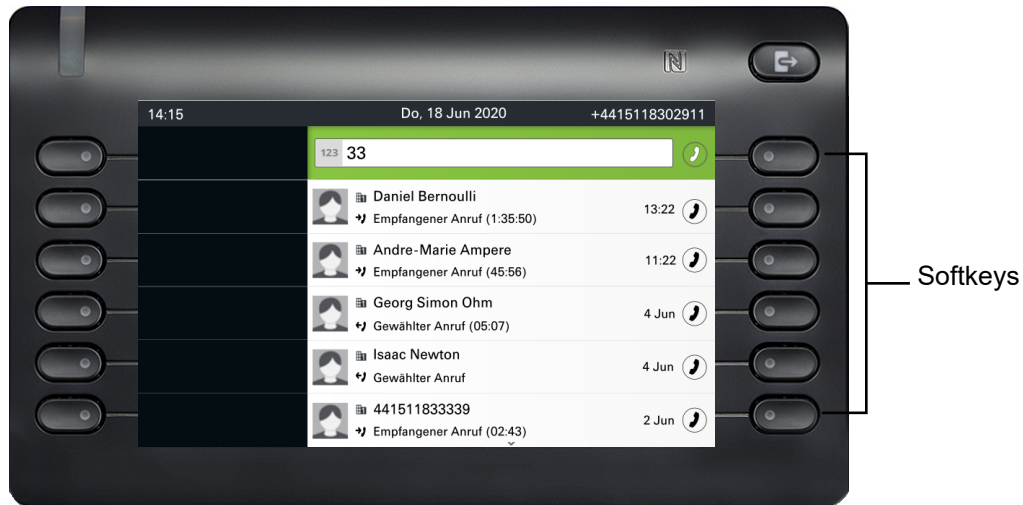 14:15 Do, 18 Jun 2020 +4415118302911
123 33
Daniel Bernoulli
Empfangener Anruf (1:35:50) 13:22
Andre-Marie Ampere
Empfangener Anruf (45:56) 11:22
Georg Simon Ohm
Gewählter Anruf (05:07) 4 Jun
Isaac Newton
Gewählter Anruf 4 Jun
441511833339
Empfangener Anruf (02:43) 2 Jun
Softkeys